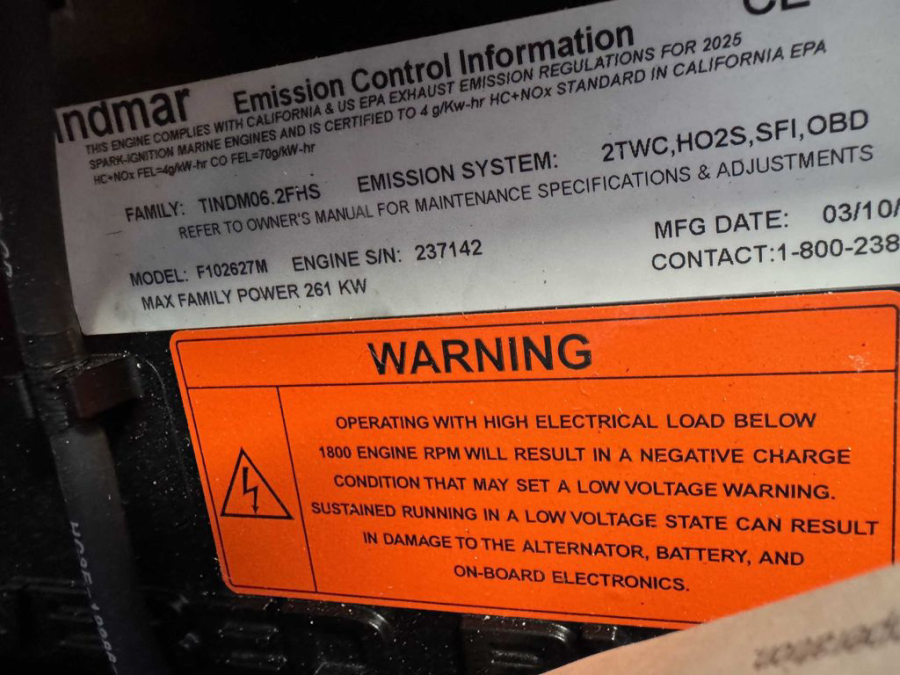 CE
ndmar Emission Control Information
THIS ENGINE COMPLIES WITH CALIFORNIA & US EPA EXHAUST EMISSION REGULATIONS FOR 2025
SPARK-IGNITION MARINE ENGINES AND IS CERTIFIED TO 4 g/Kw-hr HC+NOx STANDARD IN CALIFORNIA EPA
HC+NOx FEL=4g/kW-hr CO FEL=70g/kW-hr
FAMILY: TINDM06.2FHS EMISSION SYSTEM: 2TWC,HO2S,SFI,OBD
REFER TO OWNER'S MANUAL FOR MAINTENANCE SPECIFICATIONS & ADJUSTMENTS
MODEL: F102627M ENGINE S/N: 237142 MFG DATE: 03/10/
MAX FAMILY POWER 261 KW CONTACT:1-800-238
WARNING
OPERATING WITH HIGH ELECTRICAL LOAD BELOW
1800 ENGINE RPM WILL RESULT IN A NEGATIVE CHARGE
CONDITION THAT MAY SET A LOW VOLTAGE WARNING.
SUSTAINED RUNNING IN A LOW VOLTAGE STATE CAN RESULT
IN DAMAGE TO THE ALTERNATOR, BATTERY, AND
ON-BOARD ELECTRONICS.